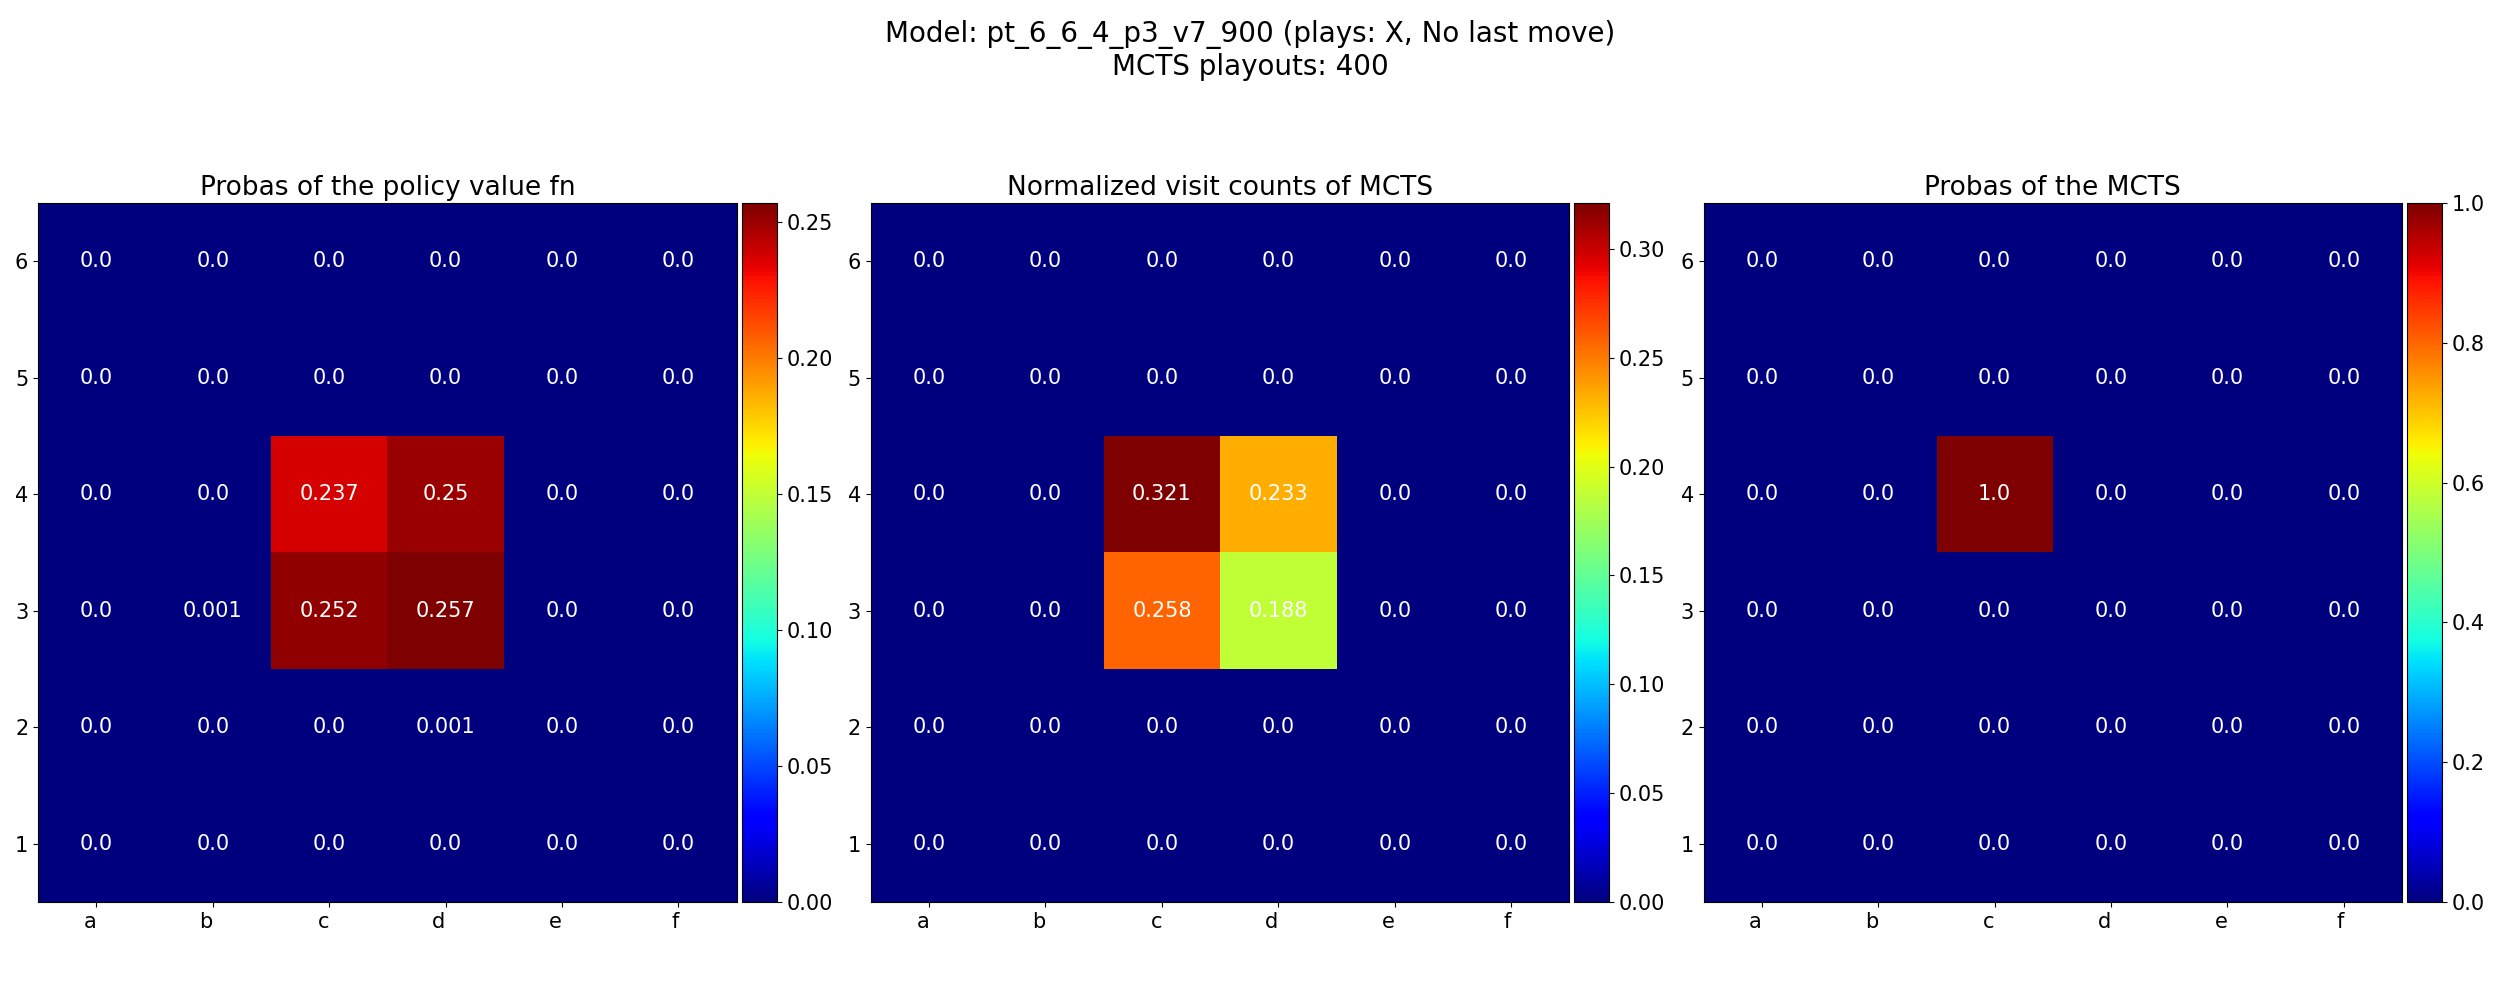 Model: pt_6_6_4_p3_v7_900 (plays: X, No last move)
MCTS playouts: 400
Probas of the policy value fn
6 0.0 0.0 0.0 0.0 0.0 0.0
5 0.0 0.0 0.0 0.0 0.0 0.0
4 0.0 0.0 0.237 0.25 0.0 0.0
3 0.0 0.001 0.252 0.257 0.0 0.0
2 0.0 0.0 0.0 0.001 0.0 0.0
1 0.0 0.0 0.0 0.0 0.0 0.0
a b c d e f
0.25
0.20
0.15
0.10
0.05
0.00
Normalized visit counts of MCTS
6 0.0 0.0 0.0 0.0 0.0 0.0
5 0.0 0.0 0.0 0.0 0.0 0.0
4 0.0 0.0 0.321 0.233 0.0 0.0
3 0.0 0.0 0.258 0.188 0.0 0.0
2 0.0 0.0 0.0 0.0 0.0 0.0
1 0.0 0.0 0.0 0.0 0.0 0.0
a b c d e f
0.30
0.25
0.20
0.15
0.10
0.05
0.00
Probas of the MCTS
6 0.0 0.0 0.0 0.0 0.0 0.0
5 0.0 0.0 0.0 0.0 0.0 0.0
4 0.0 0.0 1.0 0.0 0.0 0.0
3 0.0 0.0 0.0 0.0 0.0 0.0
2 0.0 0.0 0.0 0.0 0.0 0.0
1 0.0 0.0 0.0 0.0 0.0 0.0
a b c d e f
1.0
0.8
0.6
0.4
0.2
0.0